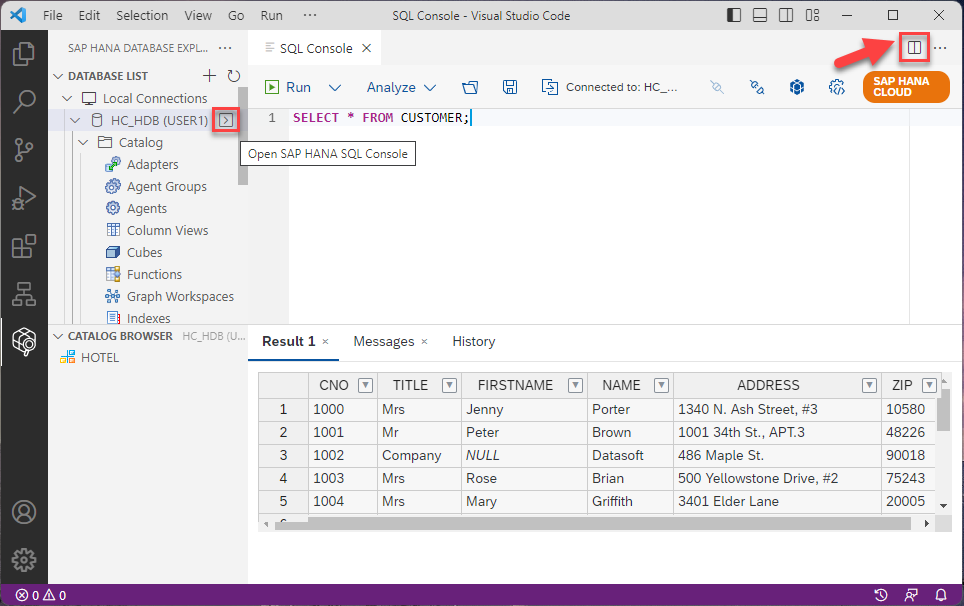 File Edit Selection View Go Run ··· SQL Console - Visual Studio Code
SAP HANA DATABASE EXPL... ···
DATABASE LIST
Local Connections
HC_HDB (USER1)
Catalog
Adapters
Agent Groups
Agents
Column Views
Cubes
Functions
Graph Workspaces
Indexes
CATALOG BROWSER HC_HDB (U...
HOTEL
SQL Console
Run Analyze Connected to: HC_... SAP HANA
CLOUD
1 SELECT * FROM CUSTOMER;
Open SAP HANA SQL Console
Result 1 × Messages × History
CNO TITLE FIRSTNAME NAME ADDRESS ZIP
1 1000 Mrs Jenny Porter 1340 N. Ash Street, #3 10580
2 1001 Mr Peter Brown 1001 34th St., APT.3 48226
3 1002 Company NULL Datasoft 486 Maple St. 90018
4 1003 Mrs Rose Brian 500 Yellowstone Drive, #2 75243
5 1004 Mrs Mary Griffith 3401 Elder Lane 20005
0 0